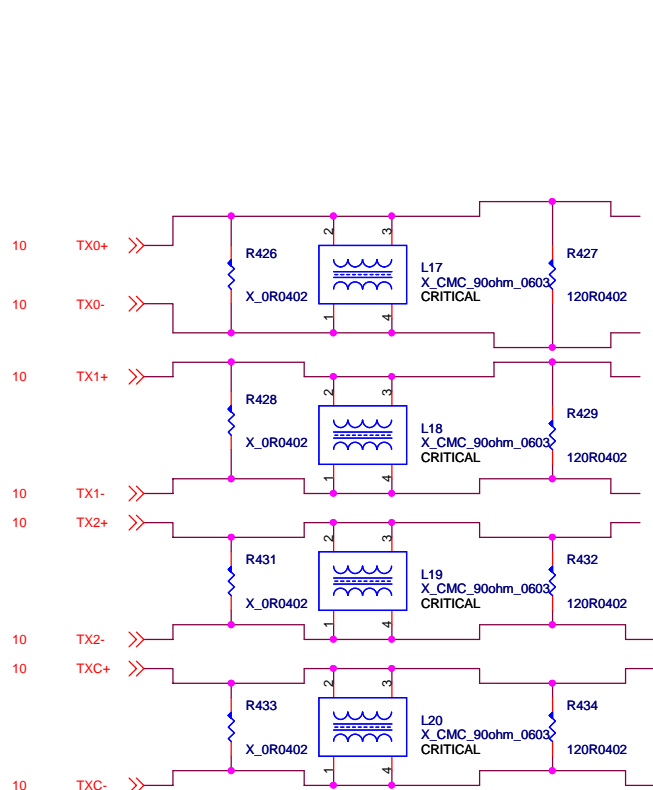 2 3
10 TX0+ R426 R427
L17
X_CMC_90ohm_0603
X_0R0402 CRITICAL 120R0402
10 TX0-
1 4
10 TX1+
2 3
R428 R429
L18
X_CMC_90ohm_0603
X_0R0402 CRITICAL 120R0402
1 4
10 TX1-
10 TX2+
2 3
R431 R432
L19
X_CMC_90ohm_0603
X_0R0402 CRITICAL 120R0402
1 4
10 TX2-
10 TXC+
2 3
R433 R434
L20
X_CMC_90ohm_0603
X_0R0402 CRITICAL 120R0402
1 4
10 TXC-